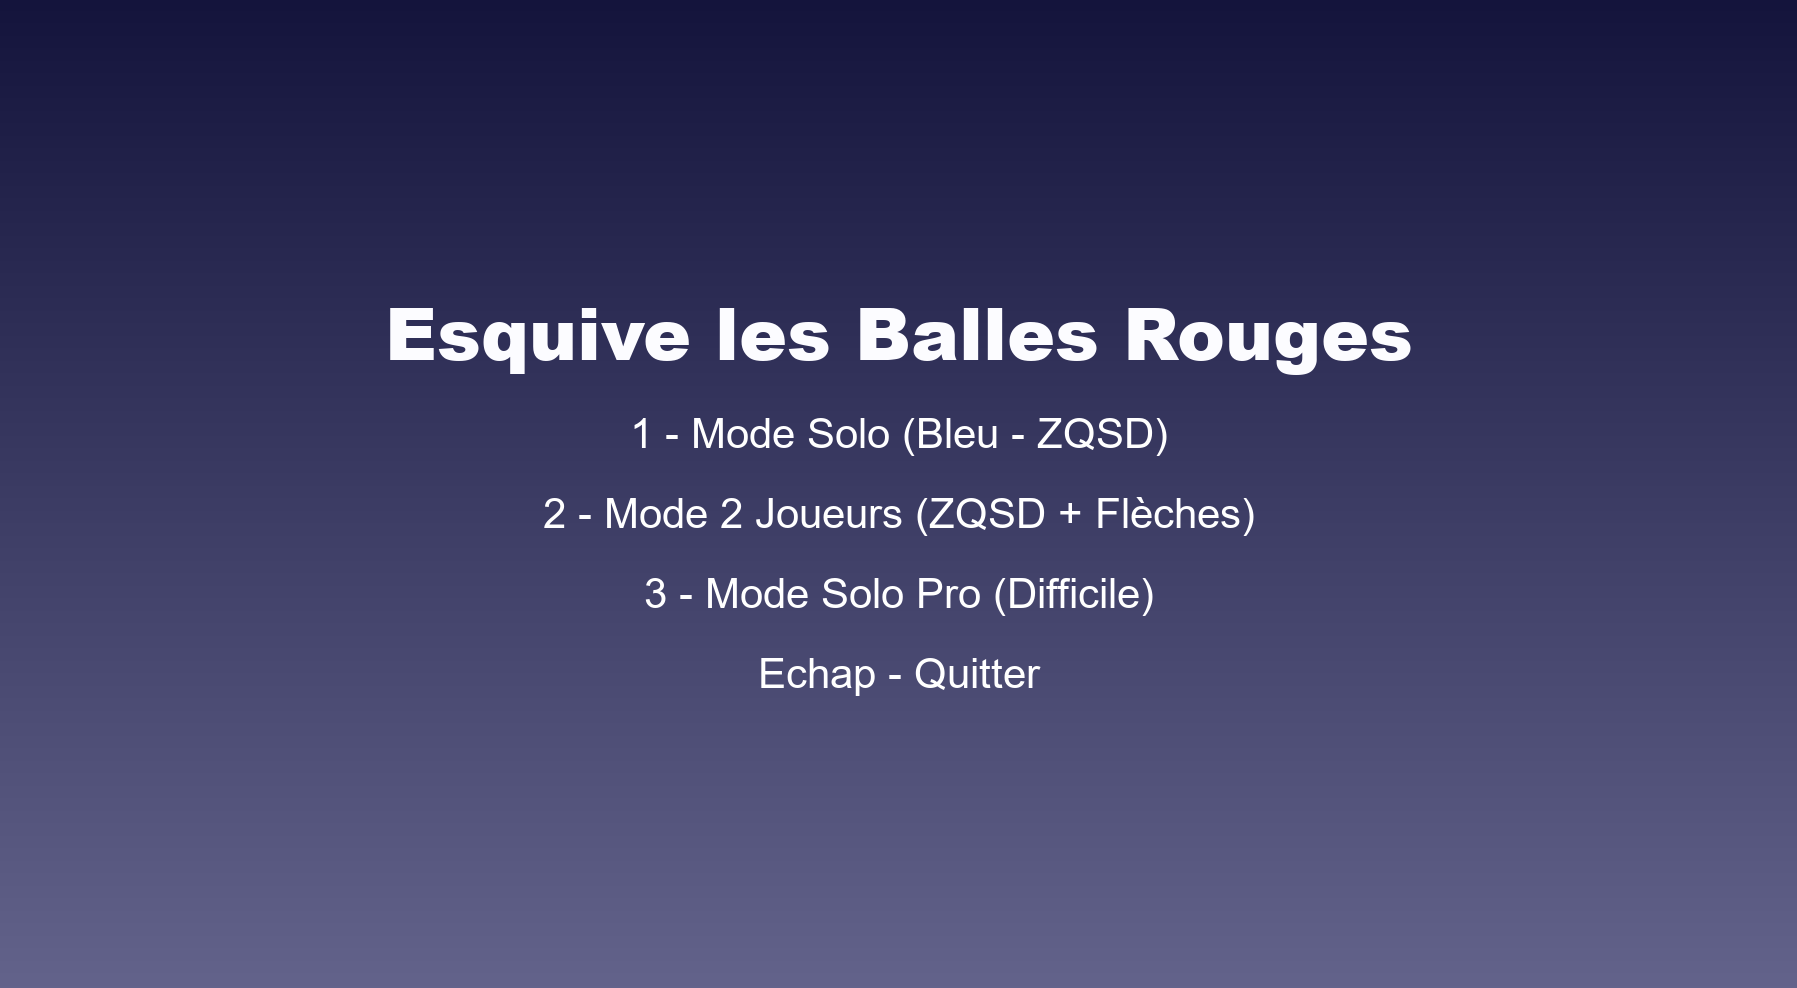 Esquive les Balles Rouges
1 - Mode Solo (Bleu - ZQSD)
2 - Mode 2 Joueurs (ZQSD + Flèches)
3 - Mode Solo Pro (Difficile)
Echap - Quitter